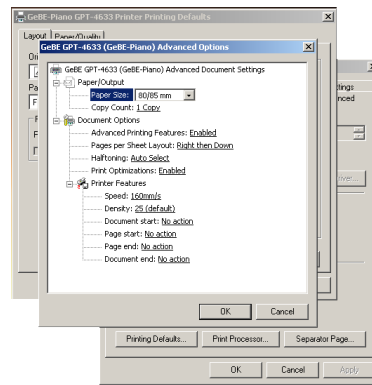 GeBE-Piano GPT-4633 Printer Printing Defaults
Layout Paper/Quality
GeBE GPT-4633 (GeBE-Piano) Advanced Options
GeBE GPT-4633 (GeBE-Piano) Advanced Document Settings
Paper/Output
Paper Size: 80/85 mm
Copy Count: 1 Copy
Document Options
Advanced Printing Features: Enabled
Pages per Sheet Layout: Right then Down
Halftoning: Auto Select
Print Optimizations: Enabled
Printer Features
Speed: 160mm/s
Density: 25 (default)
Document start: No action
Page start: No action
Page end: No action
Document end: No action
OK Cancel
Printing Defaults... Print Processor... Separator Page...
OK Cancel Apply